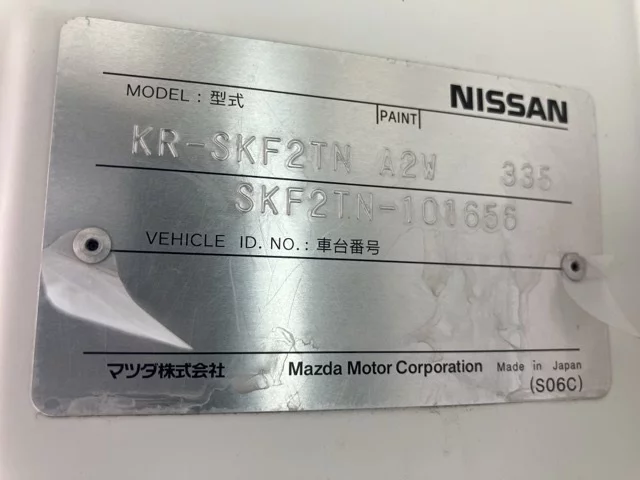 MODEL : 型式
PAINT
NISSAN
KR-SKF2TN A2W 335
SKF2TN-101656
VEHICLE ID. NO. : 車台番号
マツダ株式会社 Mazda Motor Corporation Made in Japan
(S06C)